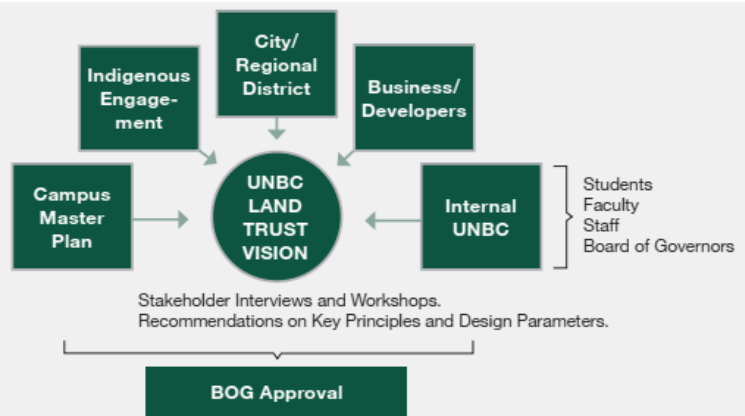 City/
Regional
District
Indigenous
Engage-
ment
Business/
Developers
Campus
Master
Plan
UNBC
LAND
TRUST
VISION
Internal
UNBC
Students
Faculty
Staff
Board of Governors
Stakeholder Interviews and Workshops.
Recommendations on Key Principles and Design Parameters.
BOG Approval